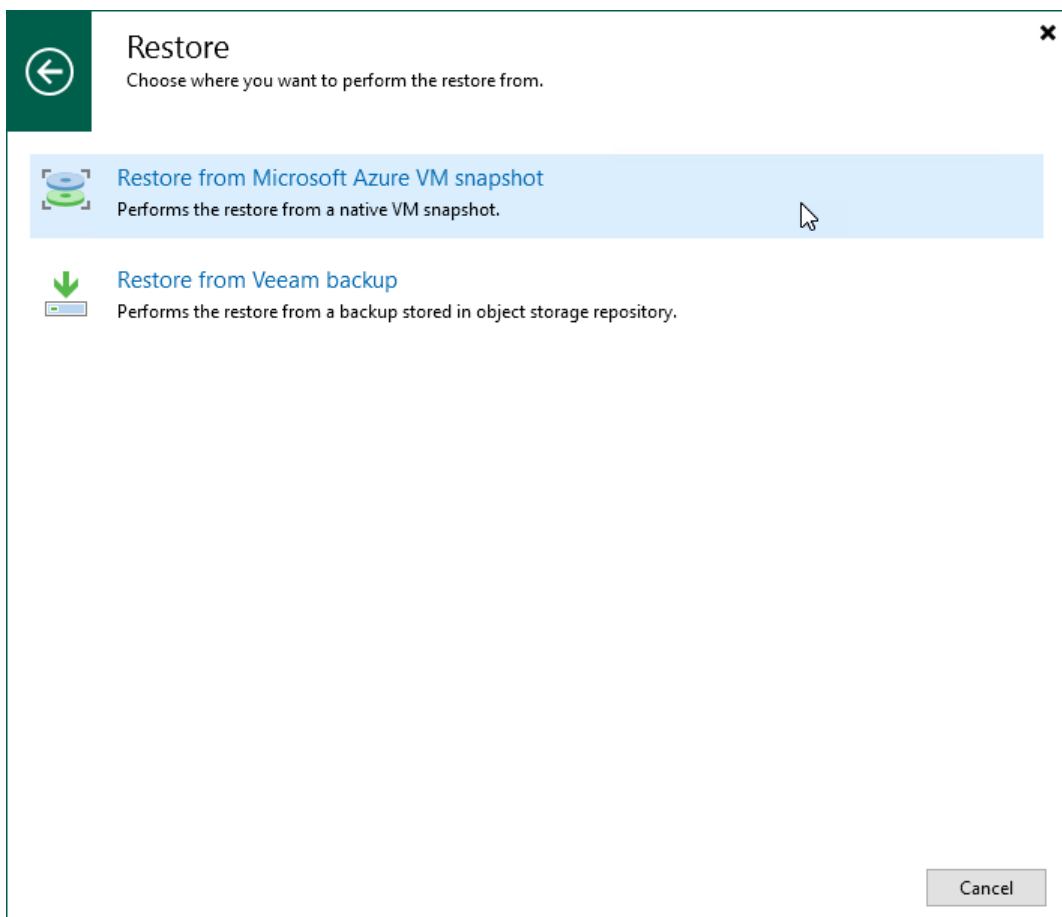 Restore
Choose where you want to perform the restore from.
Restore from Microsoft Azure VM snapshot
Performs the restore from a native VM snapshot.
Restore from Veeam backup
Performs the restore from a backup stored in object storage repository.
Cancel